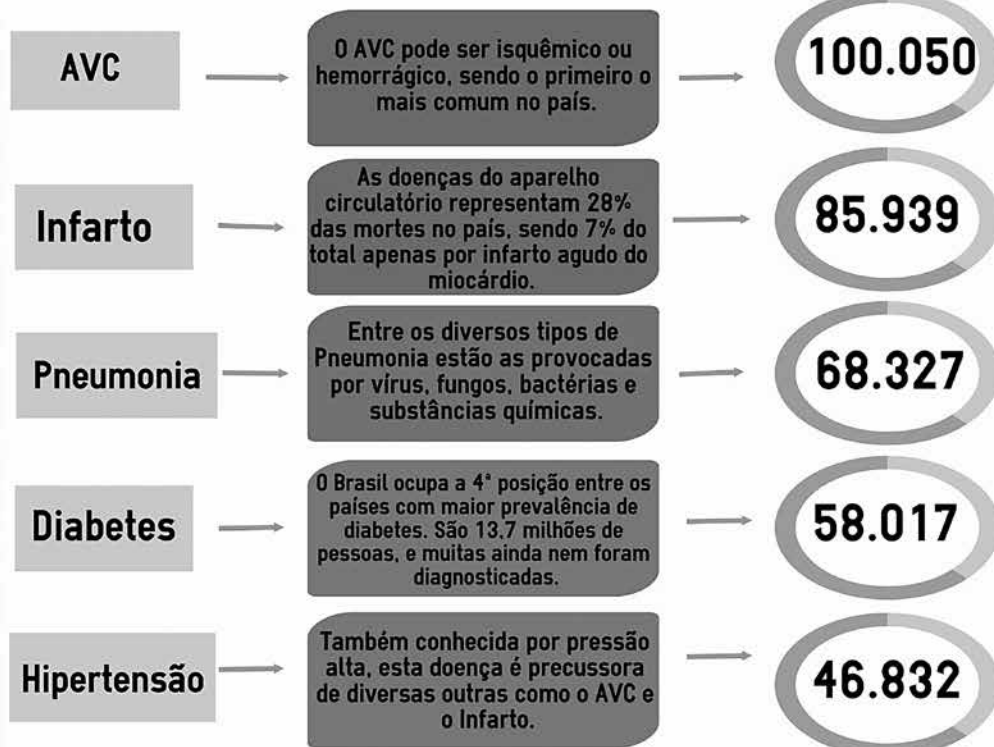 AVC
O AVC pode ser isquêmico ou
hemorrágico, sendo o primeiro o
mais comum no país.
100.050
Infarto
As doenças do aparelho
circulatório representam 28%
das mortes no país, sendo 7% do
total apenas por infarto agudo do
miocárdio.
85.939
Pneumonia
Entre os diversos tipos de
Pneumonia estão as provocadas
por vírus, fungos, bactérias e
substâncias químicas.
68.327
Diabetes
O Brasil ocupa a 4ª posição entre os
países com maior prevalência de
diabetes. São 13,7 milhões de
pessoas, e muitas ainda nem foram
diagnosticadas.
58.017
Hipertensão
Também conhecida por pressão
alta, esta doença é precussora
de diversas outras como o AVC e
o Infarto.
46.832